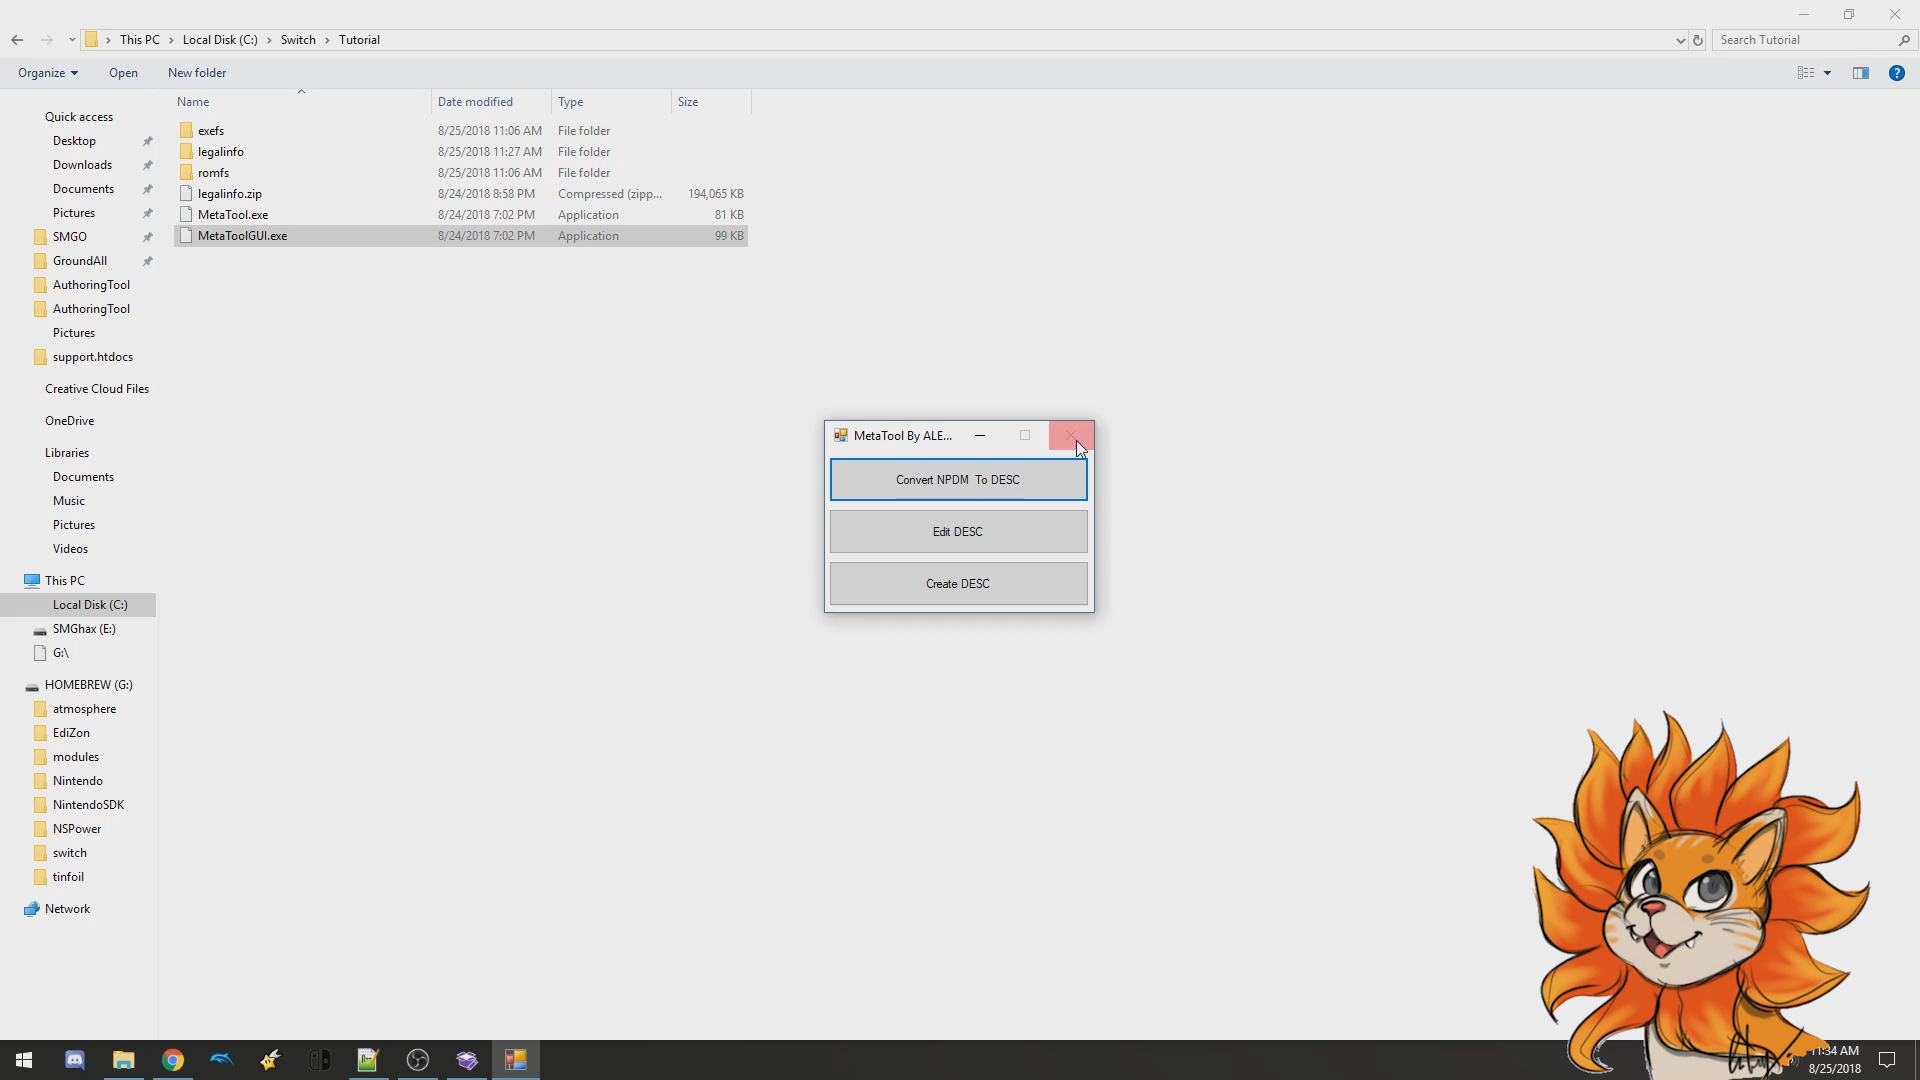 This PC > Local Disk (C:) > Switch > Tutorial
Search Tutorial
Organize
Open
New folder
Name
Date modified
Type
Size
exefs 8/25/2018 11:06 AM File folder
legalinfo 8/25/2018 11:27 AM File folder
romfs 8/25/2018 11:06 AM File folder
legalinfo.zip 8/24/2018 8:58 PM Compressed (zipp... 194,065 KB
MetaTool.exe 8/24/2018 7:02 PM Application 81 KB
MetaToolGUI.exe 8/24/2018 7:02 PM Application 99 KB
Quick access
Desktop
Downloads
Documents
Pictures
SMGO
GroundAll
AuthoringTool
AuthoringTool
Pictures
support.htdocs
Creative Cloud Files
OneDrive
Libraries
Documents
Music
Pictures
Videos
This PC
Local Disk (C:)
SMGhax (E:)
G:\
HOMEBREW (G:)
atmosphere
EdiZon
modules
Nintendo
NintendoSDK
NSPower
switch
tinfoil
Network
MetaTool By ALE...
Convert NPDM To DESC
Edit DESC
Create DESC
11:34 AM
8/25/2018